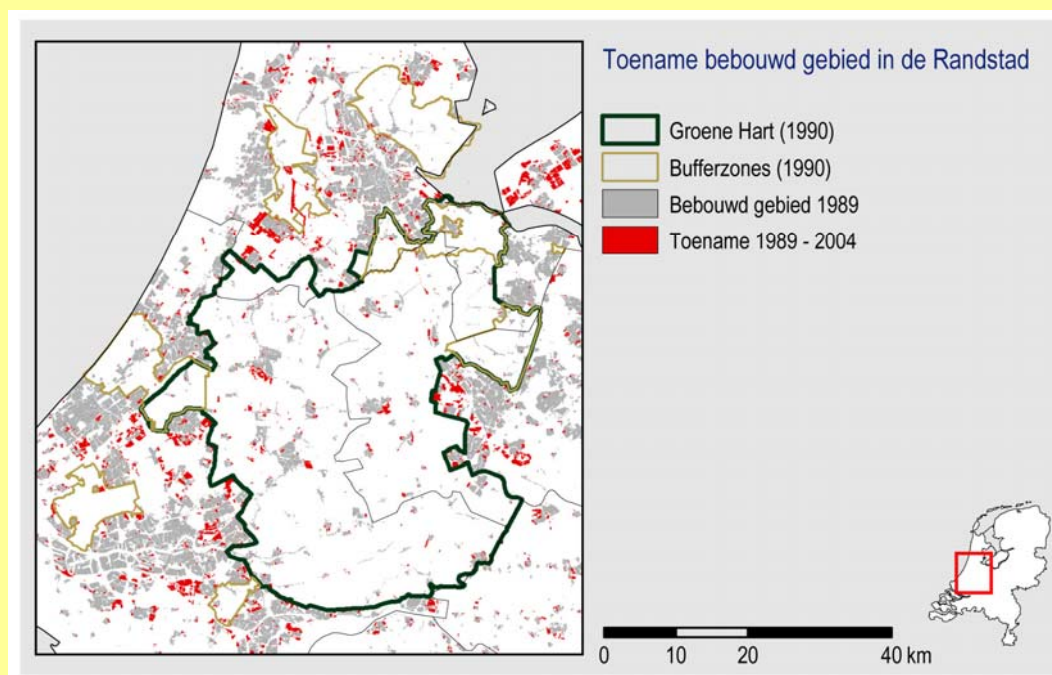 Toename bebouwd gebied in de Randstad
Groene Hart (1990)
Bufferzones (1990)
Bebouwd gebied 1989
Toename 1989 - 2004
0 10 20 40 km